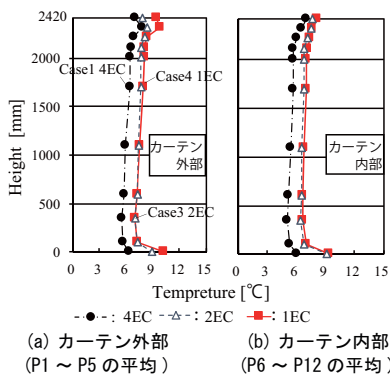 Height [mm]
2420
2000
1500
1000
500
0
Case1 4EC
Case4 1EC
カーテン
外部
Case3 2EC
カーテン
内部
0 3 6 9 12 15
0 3 6 9 12 15
Tempreture [℃]
: 4EC : 2EC : 1EC
(a) カーテン外部 (b) カーテン内部
(P1 ～ P5 の平均 ) (P6 ～ P12 の平均 )